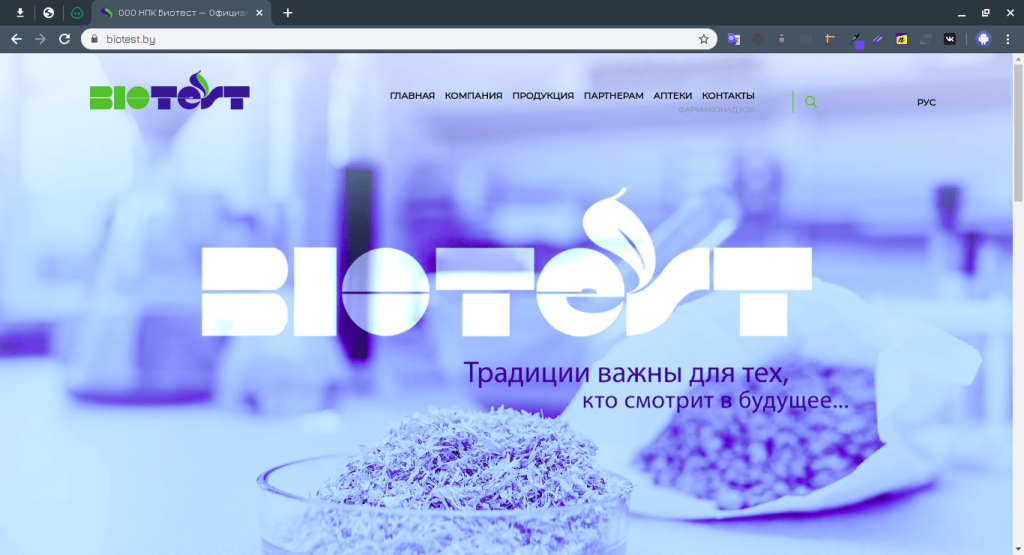 ООО НПК Биотест — Официа
biotest.by
BIOTEST
ГЛАВНАЯ КОМПАНИЯ ПРОДУКЦИЯ ПАРТНЕРАМ АПТЕКИ КОНТАКТЫ
ФАРМАКОНАДЗОР
РУС
BIOTEST
Традиции важны для тех,
кто смотрит в будущее...